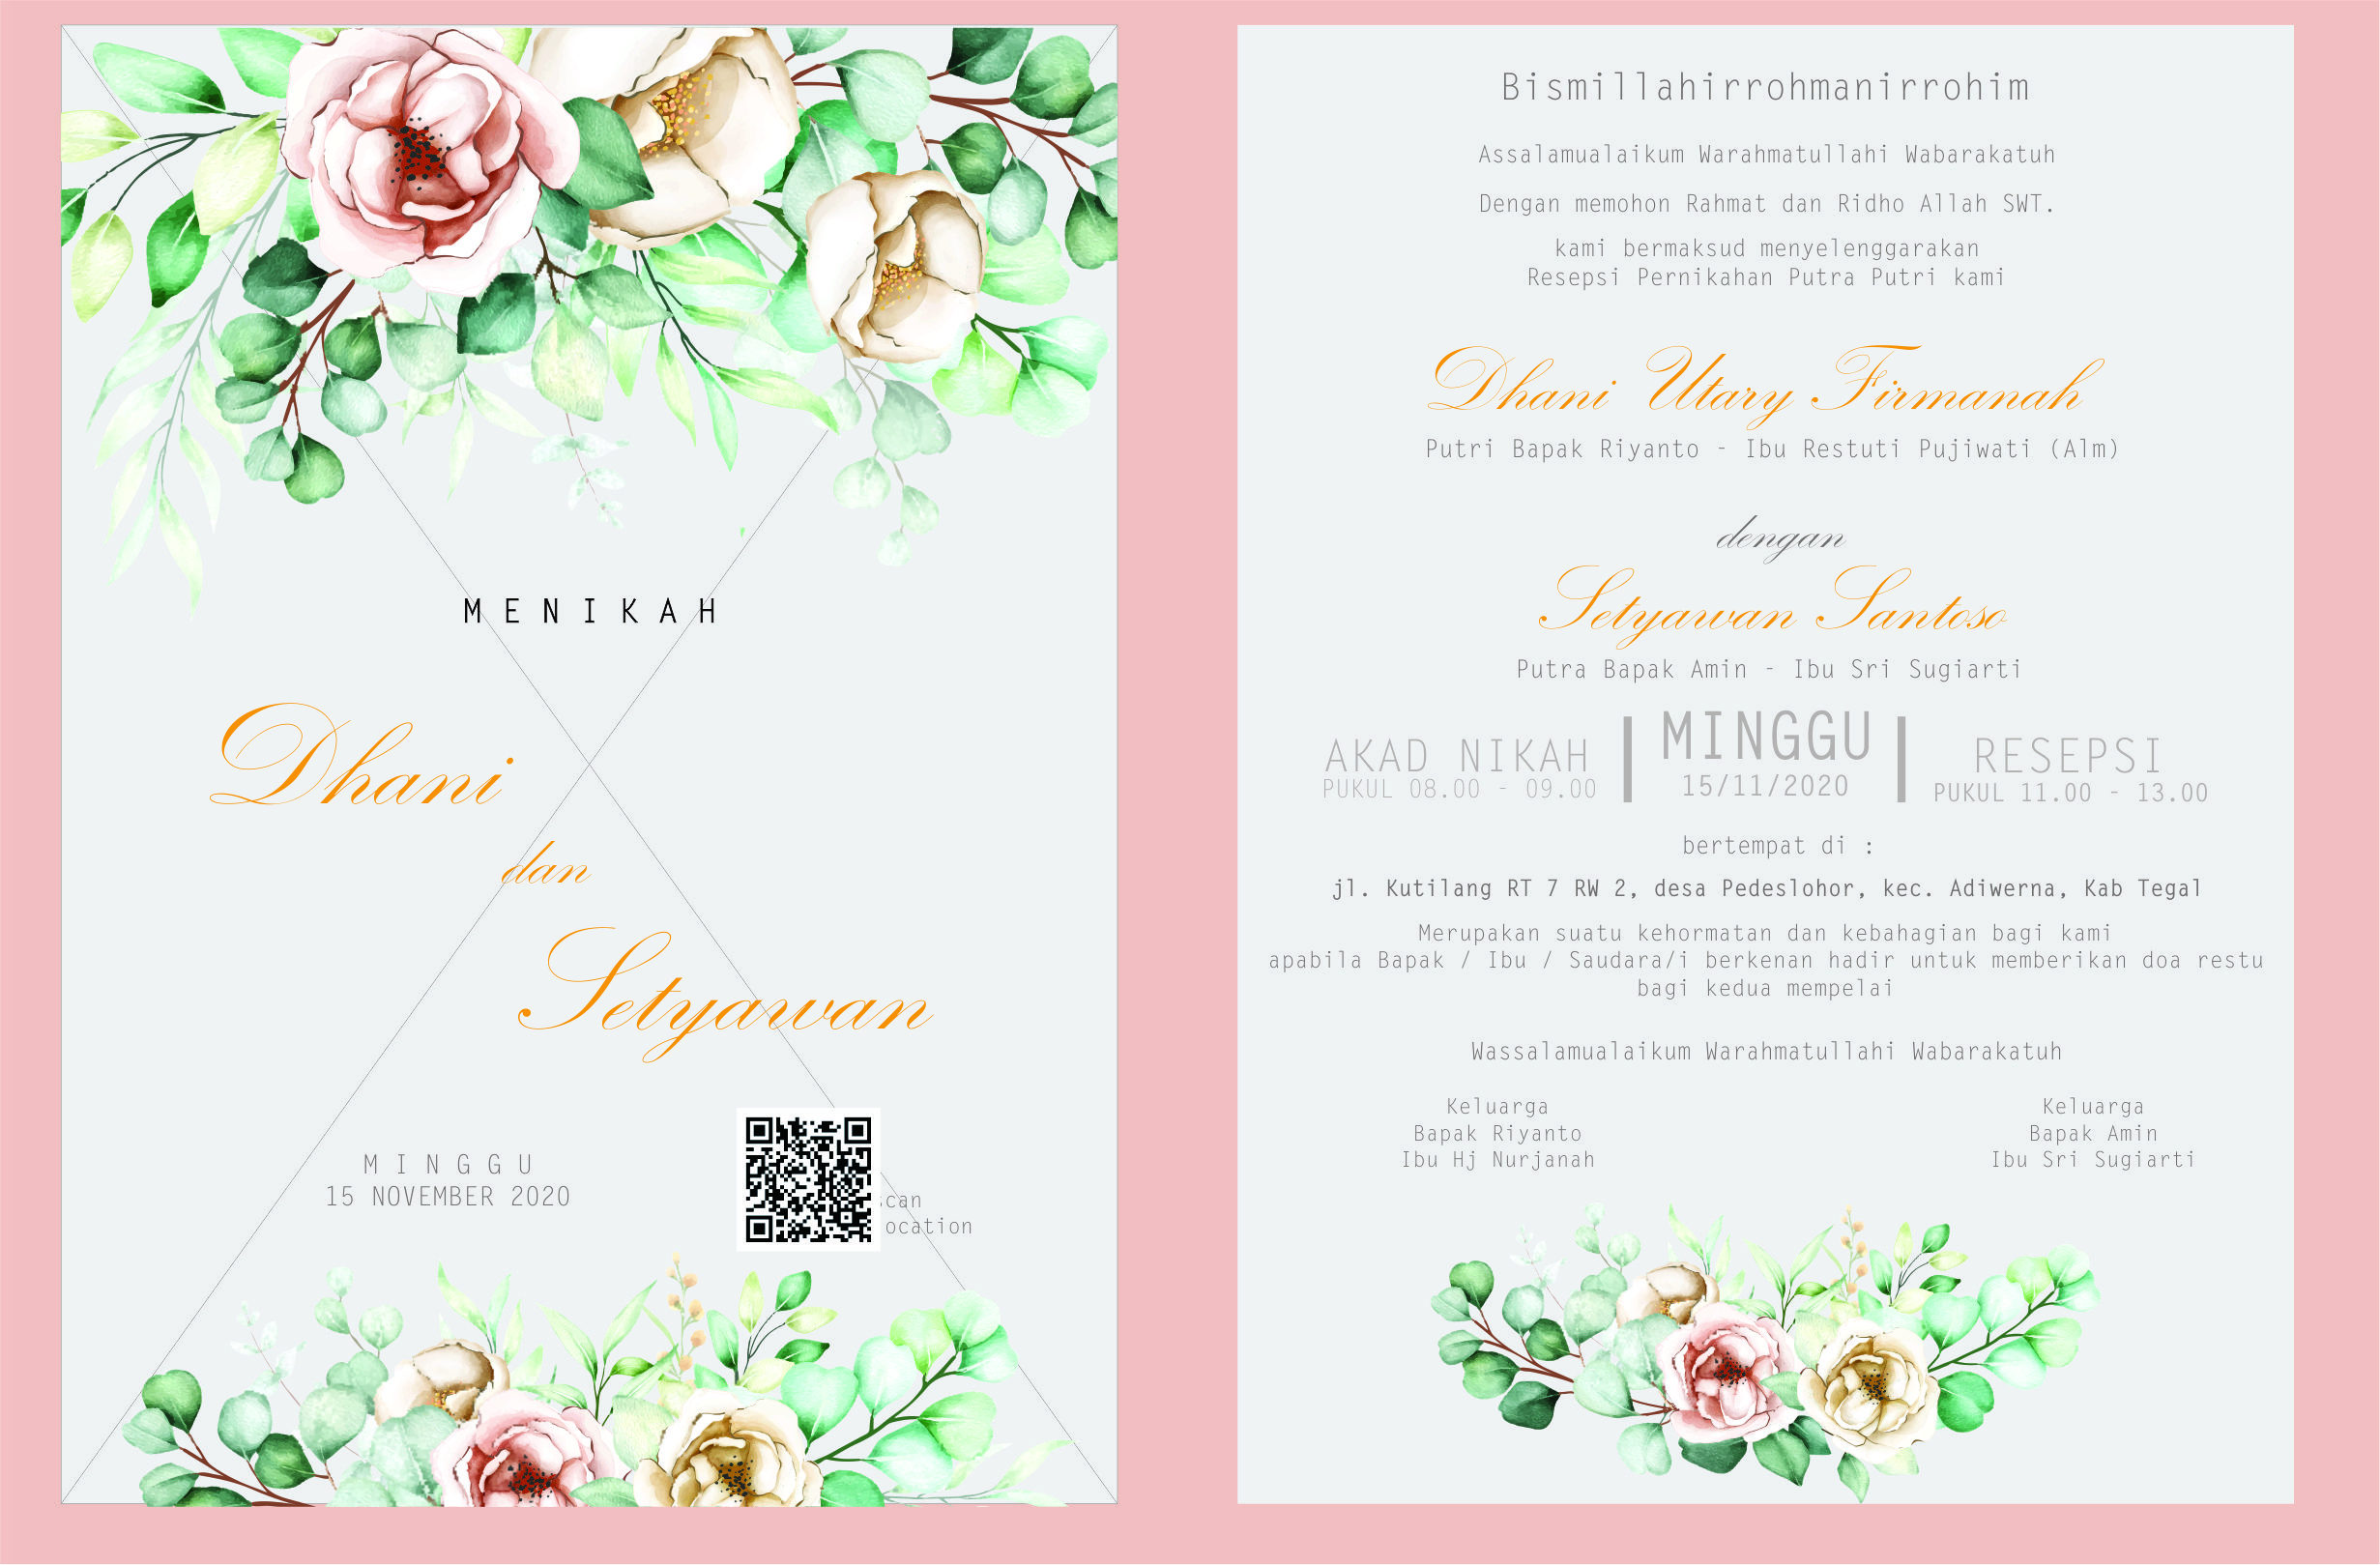 MENIKAH
Dhani
dan
Setyawan
MINGGU
15 NOVEMBER 2020
Bismillahirrohmanirrohim
Assalamualaikum Warahmatullahi Wabarakatuh
Dengan memohon Rahmat dan Ridho Allah SWT.
kami bermaksud menyelenggarakan
Resepsi Pernikahan Putra Putri kami
Dhani Utary Firmanah
Putri Bapak Riyanto - Ibu Restuti Pujiwati (Alm)
dengan
Setyawan Santoso
Putra Bapak Amin - Ibu Sri Sugiarti
AKAD NIKAH
PUKUL 08.00 - 09.00
MINGGU
15/11/2020
RESEPSI
PUKUL 11.00 - 13.00
bertempat di :
jl. Kutilang RT 7 RW 2, desa Pedeslohor, kec. Adiwerna, Kab Tegal
Merupakan suatu kehormatan dan kebahagian bagi kami
apabila Bapak / Ibu / Saudara/i berkenan hadir untuk memberikan doa restu
bagi kedua mempelai
Wassalamualaikum Warahmatullahi Wabarakatuh
Keluarga
Bapak Riyanto
Ibu Hj Nurjanah
Keluarga
Bapak Amin
Ibu Sri Sugiarti